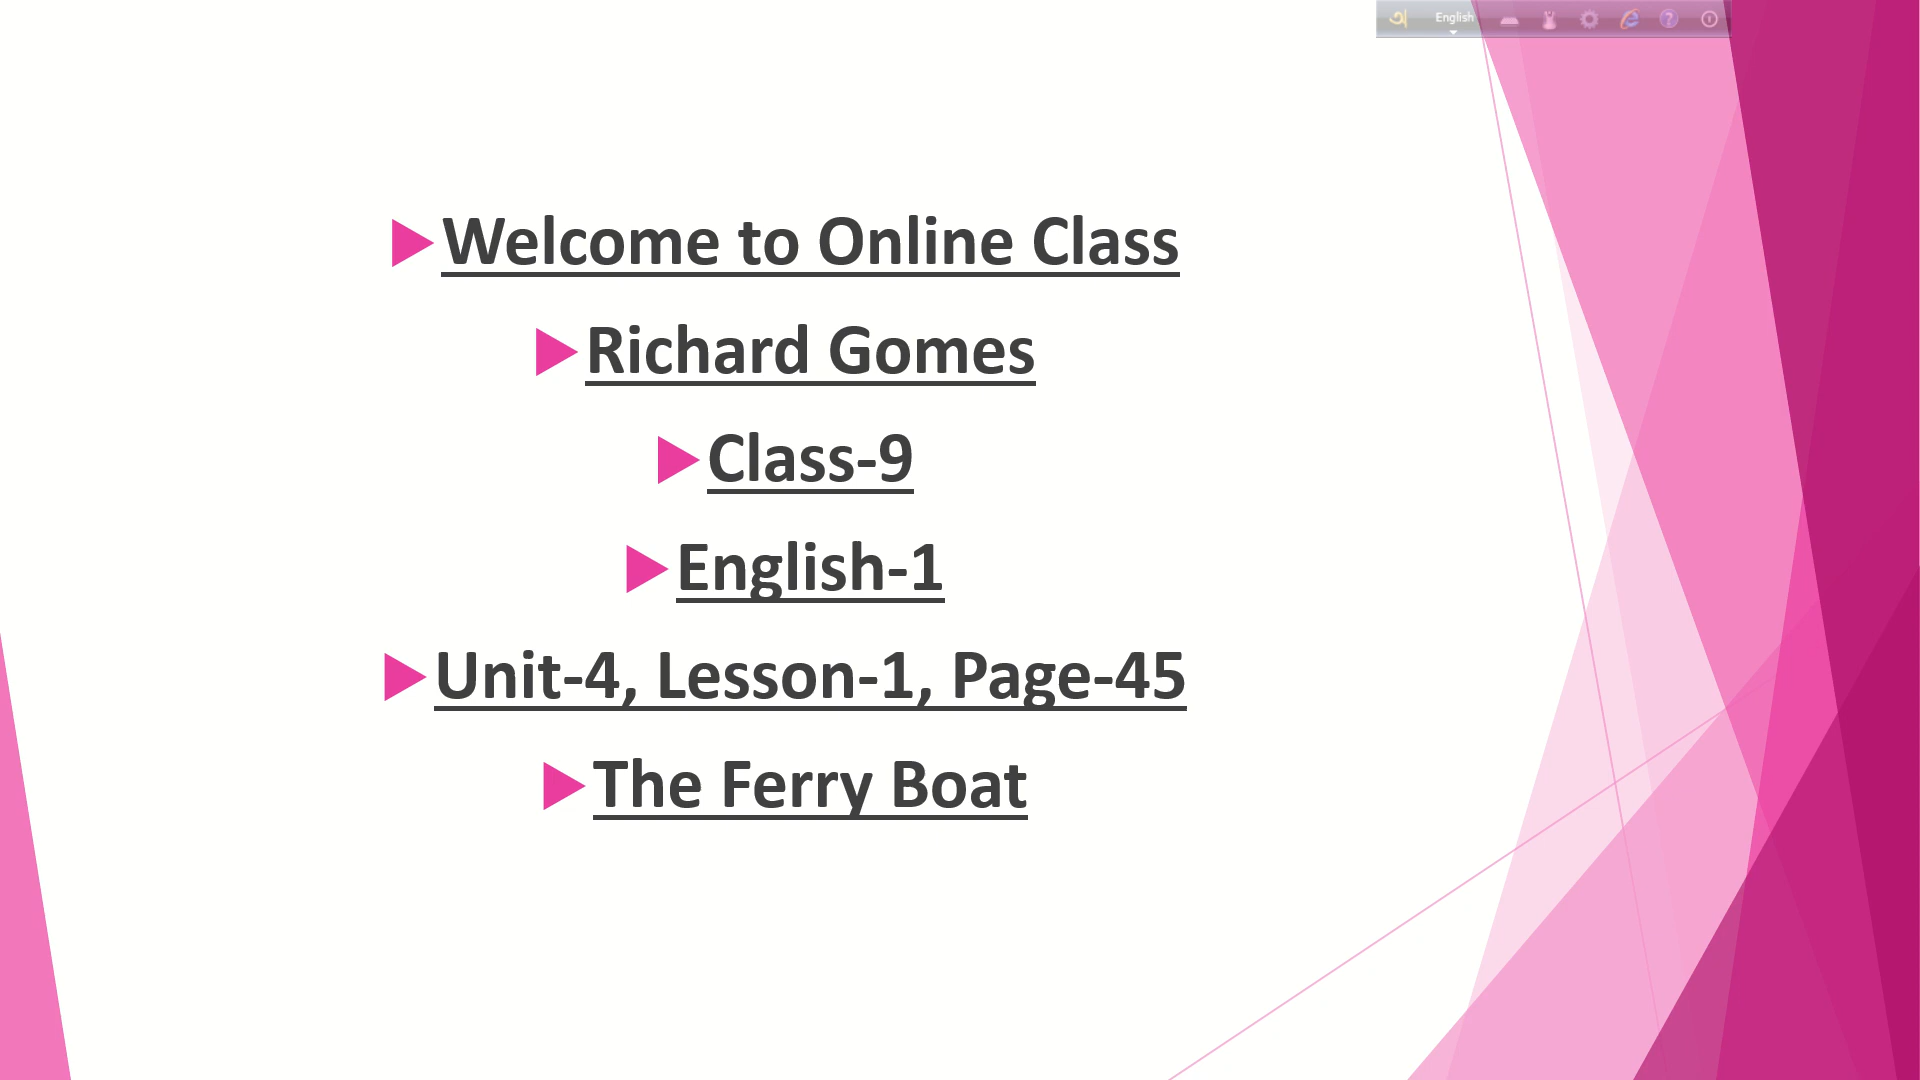 English
Welcome to Online Class
Richard Gomes
Class-9
English-1
Unit-4, Lesson-1, Page-45
The Ferry Boat